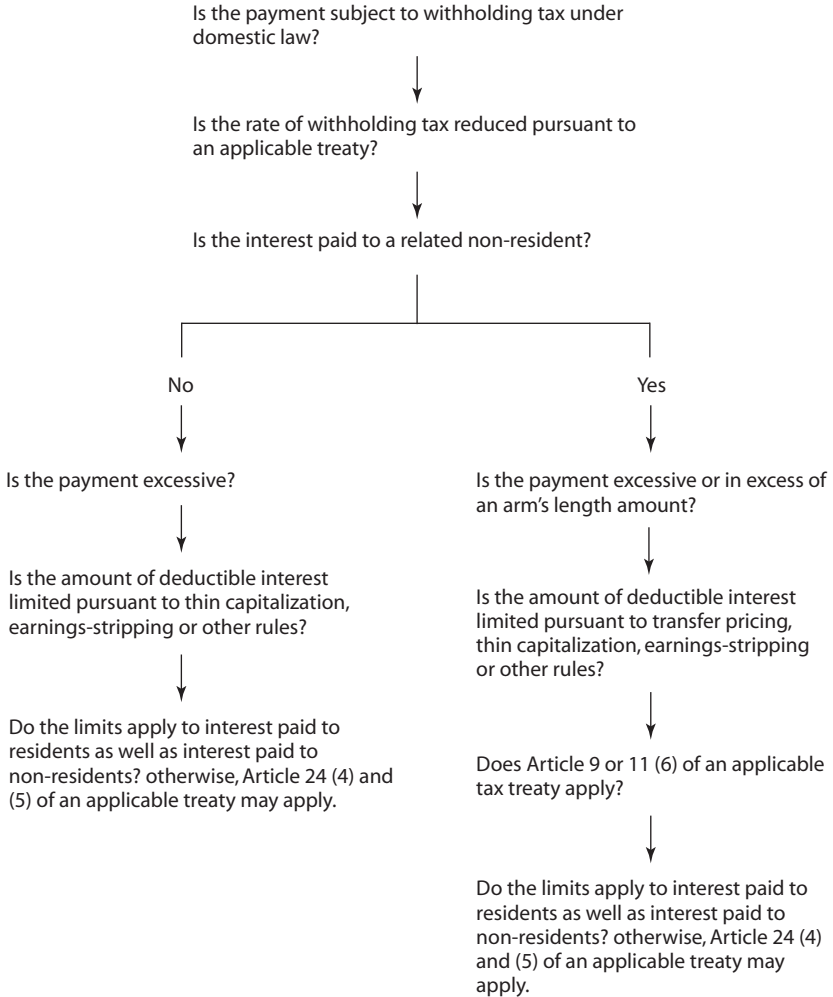 Is the payment subject to withholding tax under
domestic law?
Is the rate of withholding tax reduced pursuant to
an applicable treaty?
Is the interest paid to a related non-resident?
No
Is the payment excessive?
Is the amount of deductible interest
limited pursuant to thin capitalization,
earnings-stripping or other rules?
Do the limits apply to interest paid to
residents as well as interest paid to
non-residents? otherwise, Article 24 (4) and
(5) of an applicable treaty may apply.
Yes
Is the payment excessive or in excess of
an arm’s length amount?
Is the amount of deductible interest
limited pursuant to transfer pricing,
thin capitalization, earnings-stripping
or other rules?
Does Article 9 or 11 (6) of an applicable
tax treaty apply?
Do the limits apply to interest paid to
residents as well as interest paid to
non-residents? otherwise, Article 24 (4)
and (5) of an applicable treaty may
apply.